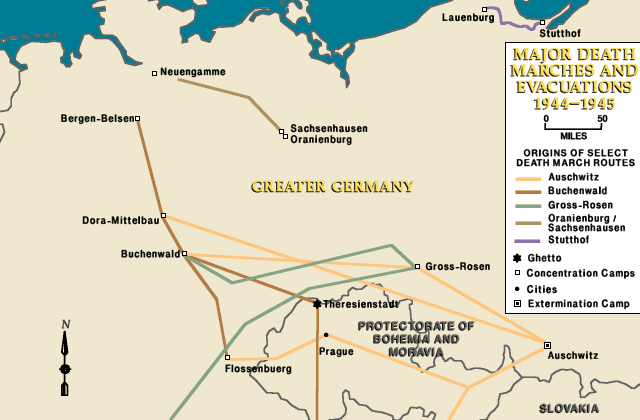 Lauenburg
Stutthof
Neuengamme
Bergen-Belsen
Sachsenhausen
Oranienburg
GREATER GERMANY
Dora-Mittelbau
Buchenwald
Gross-Rosen
Theresienstadt
PROTECTORATE OF
BOHEMIA AND
MORAVIA
Prague
Flossenbuerg
Auschwitz
SLOVAKIA
N
MAJOR DEATH
MARCHES AND
EVACUATIONS
1944–1945
0 50
MILES
ORIGINS OF SELECT
DEATH MARCH ROUTES
Auschwitz
Buchenwald
Gross-Rosen
Oranienburg /
Sachsenhausen
Stutthof
Ghetto
Concentration Camps
Cities
Extermination Camp